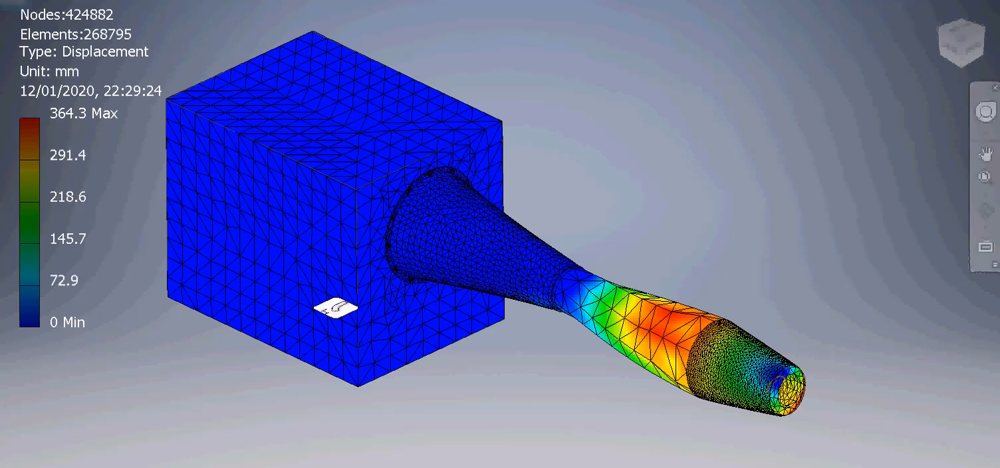 Nodes:424882
Elements:268795
Type: Displacement
Unit: mm
12/01/2020, 22:29:24
364.3 Max
291.4
218.6
145.7
72.9
0 Min